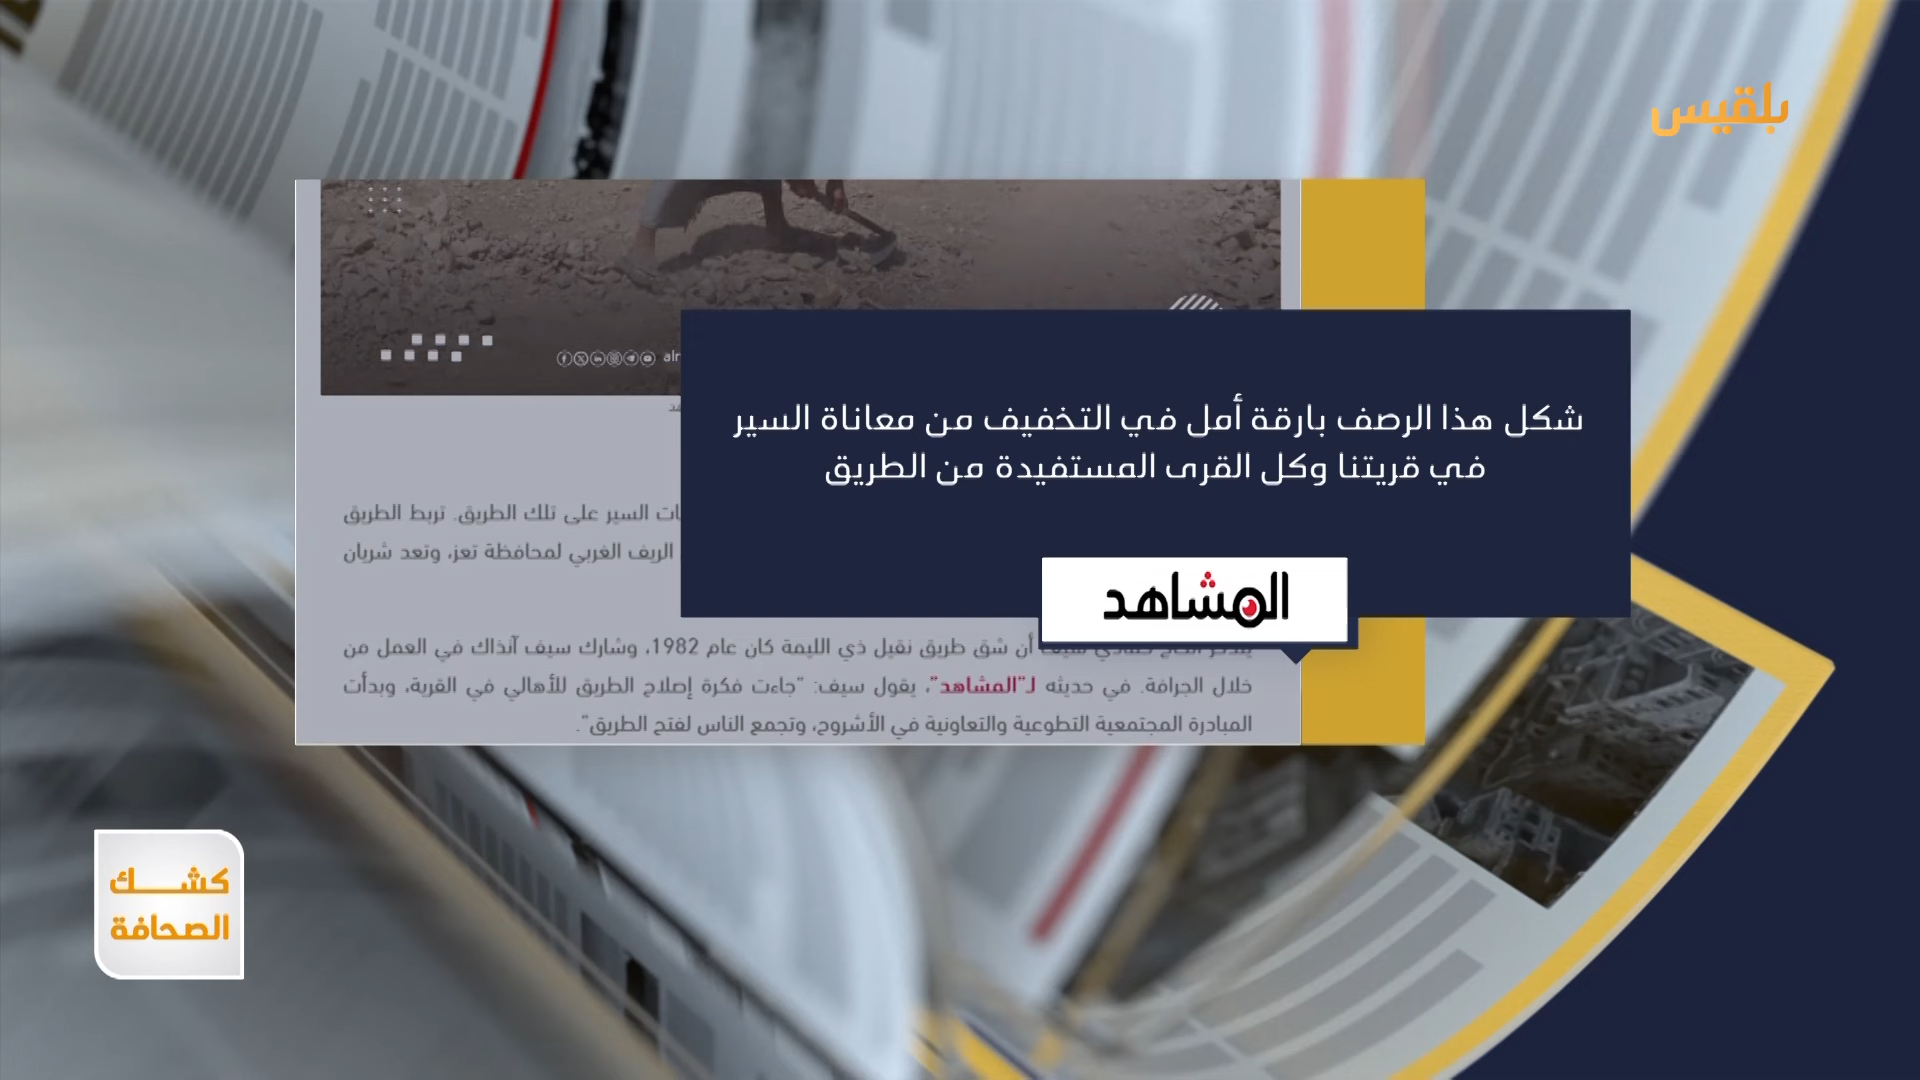 بلقيس
شكل هذا الرصف بارقة أمل في التخفيف من معاناة السير
في قريتنا وكل القرى المستفيدة من الطريق
المشاهد
السير على تلك الطريق. تربط الطريق
الريف الغربي لمحافظة تعز، وتعد شريان
أن شق طريق نقيل ذي الليمة كان عام 1982، وشارك سيف آنذاك في العمل من
خلال الجرافة. في حديثه لـ"المشاهد"، يقول سيف: "جاءت فكرة إصلاح الطريق للأهالي في القرية، وبدأت
المبادرة المجتمعية التطوعية والتعاونية في الأشروح، وتجمع الناس لفتح الطريق".
كشك
الصحافة